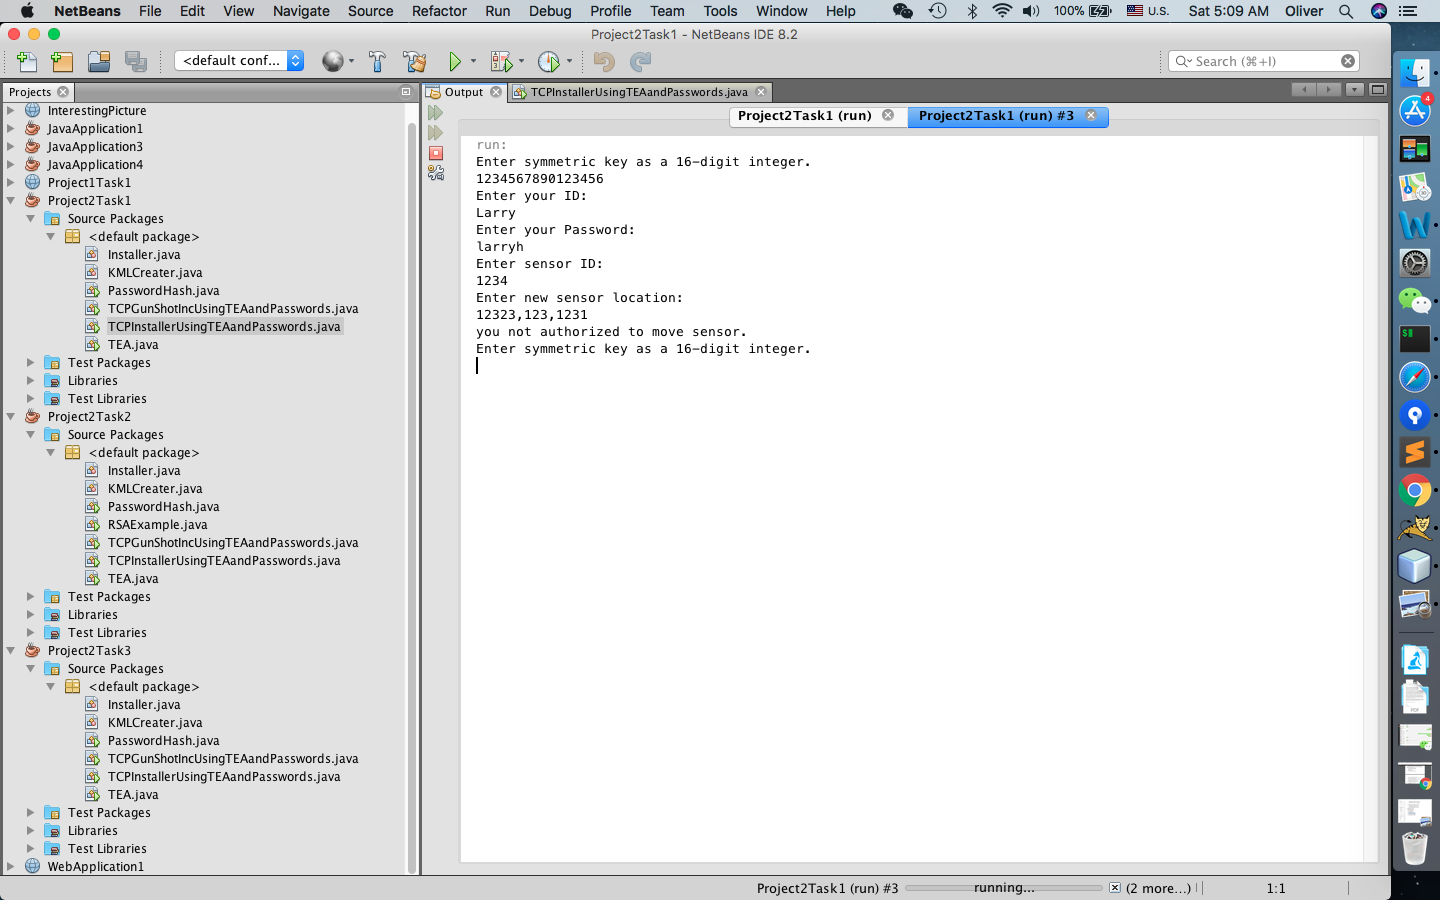 NetBeans File Edit View Navigate Source Refactor Run Debug Profile Team Tools Window Help 100% U.S. Sat 5:09 AM Oliver
Project2Task1 - NetBeans IDE 8.2
<default conf... Search (⌘+I)
Projects
InterestingPicture
JavaApplication1
JavaApplication3
JavaApplication4
Project1Task1
Project2Task1
Source Packages
<default package>
Installer.java
KMLCreater.java
PasswordHash.java
TCPGunShotIncUsingTEAandPasswords.java
TCPInstallerUsingTEAandPasswords.java
TEA.java
Test Packages
Libraries
Test Libraries
Project2Task2
Source Packages
<default package>
Installer.java
KMLCreater.java
PasswordHash.java
RSAExample.java
TCPGunShotIncUsingTEAandPasswords.java
TCPInstallerUsingTEAandPasswords.java
TEA.java
Test Packages
Libraries
Test Libraries
Project2Task3
Source Packages
<default package>
Installer.java
KMLCreater.java
PasswordHash.java
TCPGunShotIncUsingTEAandPasswords.java
TCPInstallerUsingTEAandPasswords.java
TEA.java
Test Packages
Libraries
Test Libraries
WebApplication1
Output TCPInstallerUsingTEAandPasswords.java
Project2Task1 (run) Project2Task1 (run) #3
run:
Enter symmetric key as a 16-digit integer.
1234567890123456
Enter your ID:
Larry
Enter your Password:
larryh
Enter sensor ID:
1234
Enter new sensor location:
12323,123,1231
you not authorized to move sensor.
Enter symmetric key as a 16-digit integer.
Project2Task1 (run) #3 running... (2 more...) 1:1
4
PDF